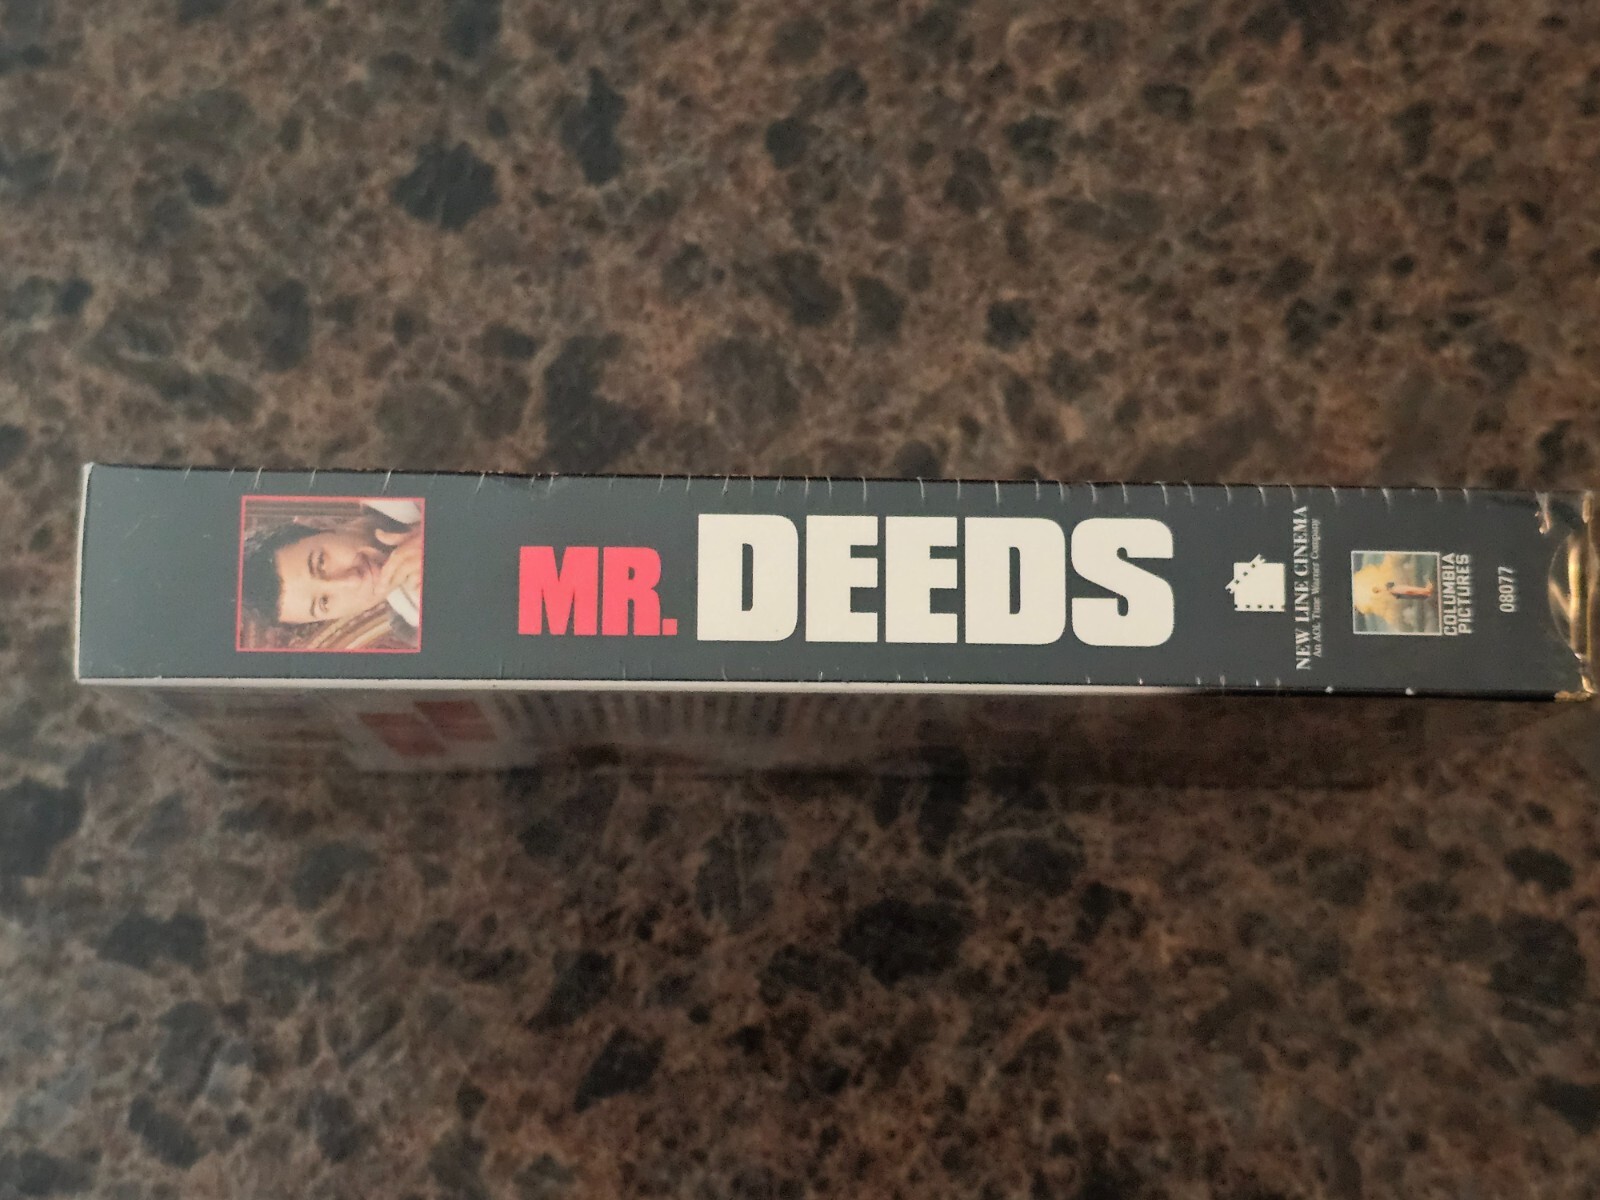 MR. DEEDS
NEW LINE CINEMA
An AOL Time Warner Company
COLUMBIA
PICTURES
08077